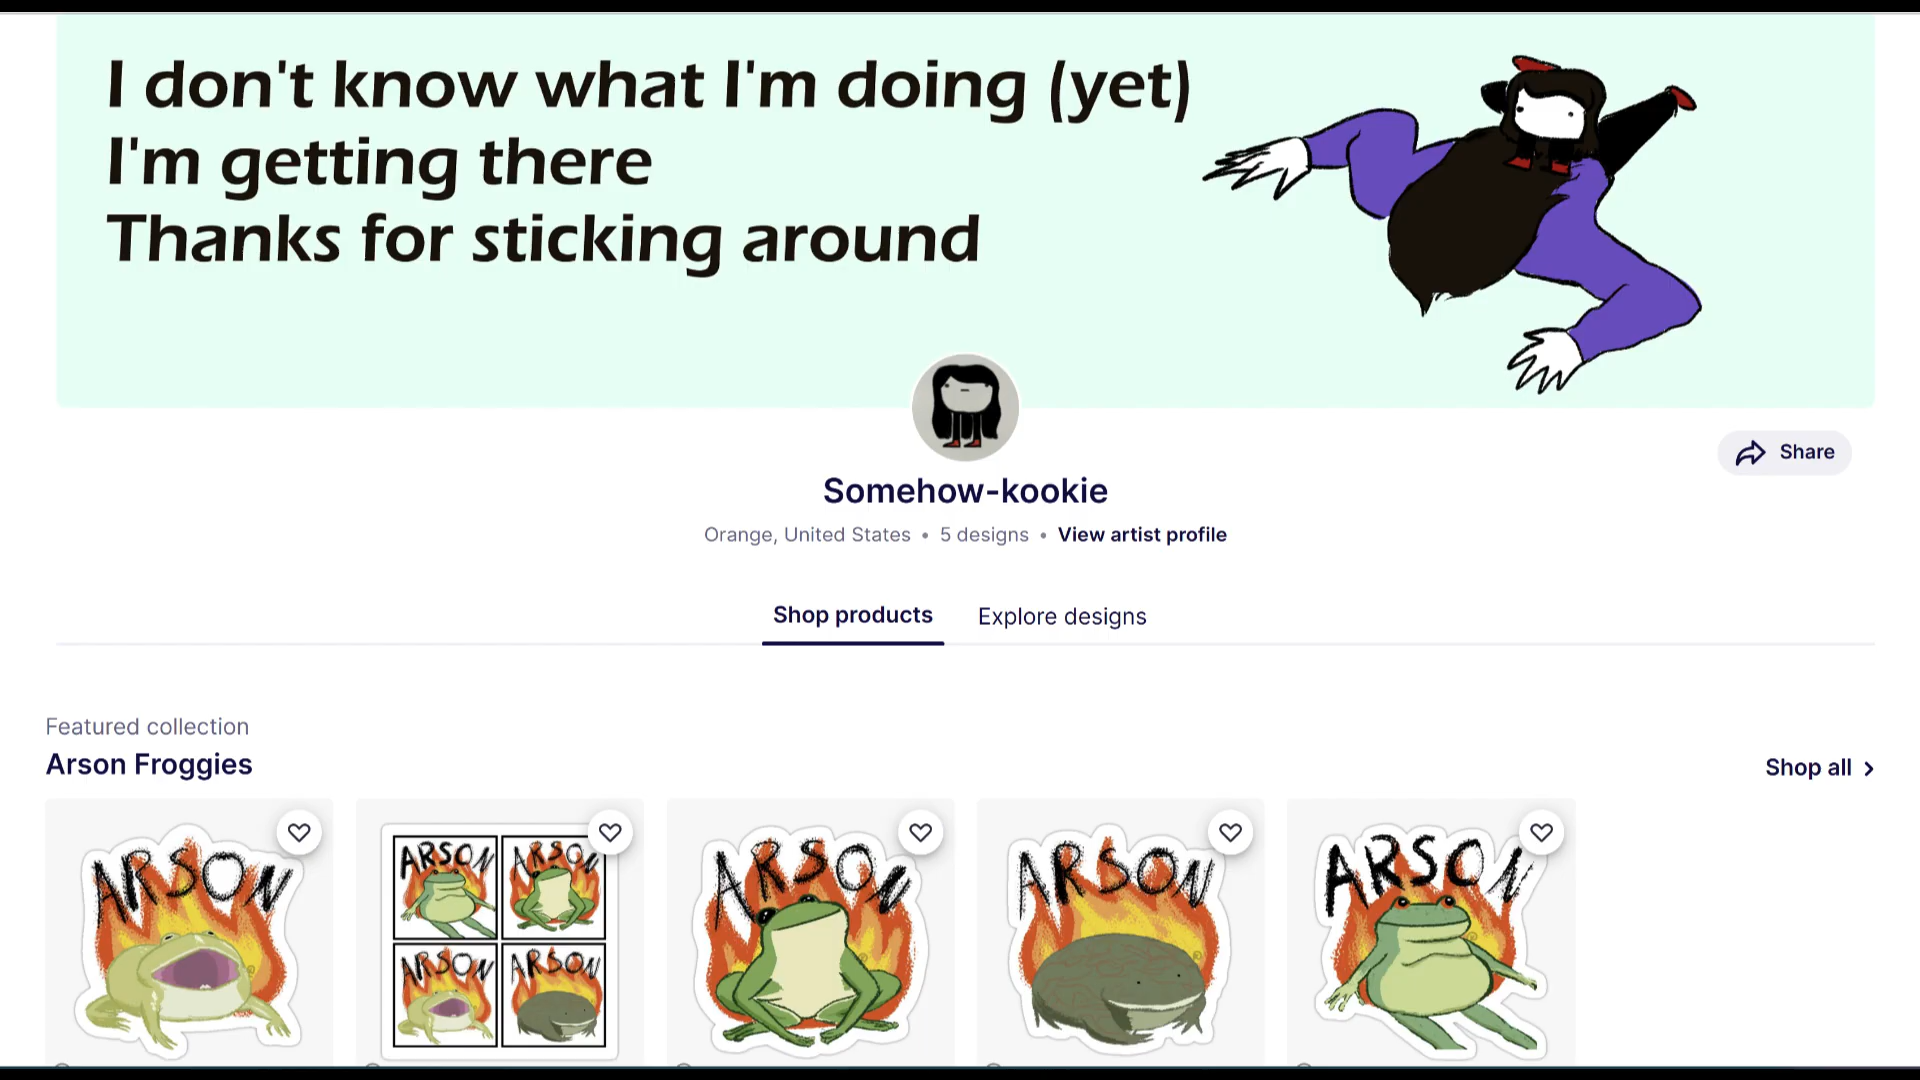 I don't know what I'm doing (yet)
I'm getting there
Thanks for sticking around
Share
Somehow-kookie
Orange, United States • 5 designs • View artist profile
Shop products
Explore designs
Featured collection
Arson Froggies
Shop all
ARSON
ARSON
ARSON
ARSON
ARSON
ARSON
ARSON
ARSON